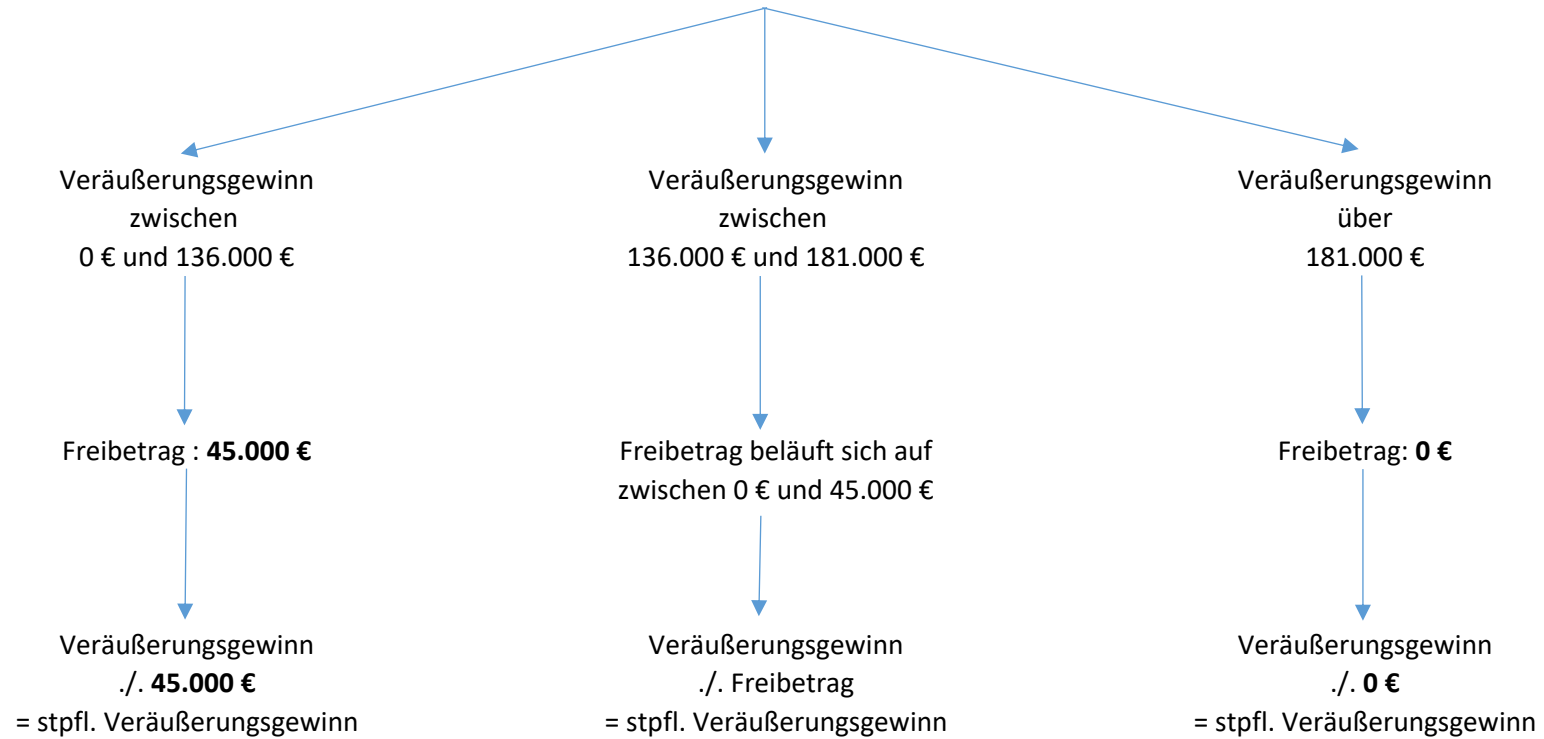 Veräußerungsgewinn
zwischen
0 € und 136.000 €
Veräußerungsgewinn
zwischen
136.000 € und 181.000 €
Veräußerungsgewinn
über
181.000 €
Freibetrag : 45.000 €
Freibetrag beläuft sich auf
zwischen 0 € und 45.000 €
Freibetrag: 0 €
Veräußerungsgewinn
./. 45.000 €
= stpfl. Veräußerungsgewinn
Veräußerungsgewinn
./. Freibetrag
= stpfl. Veräußerungsgewinn
Veräußerungsgewinn
./. 0 €
= stpfl. Veräußerungsgewinn